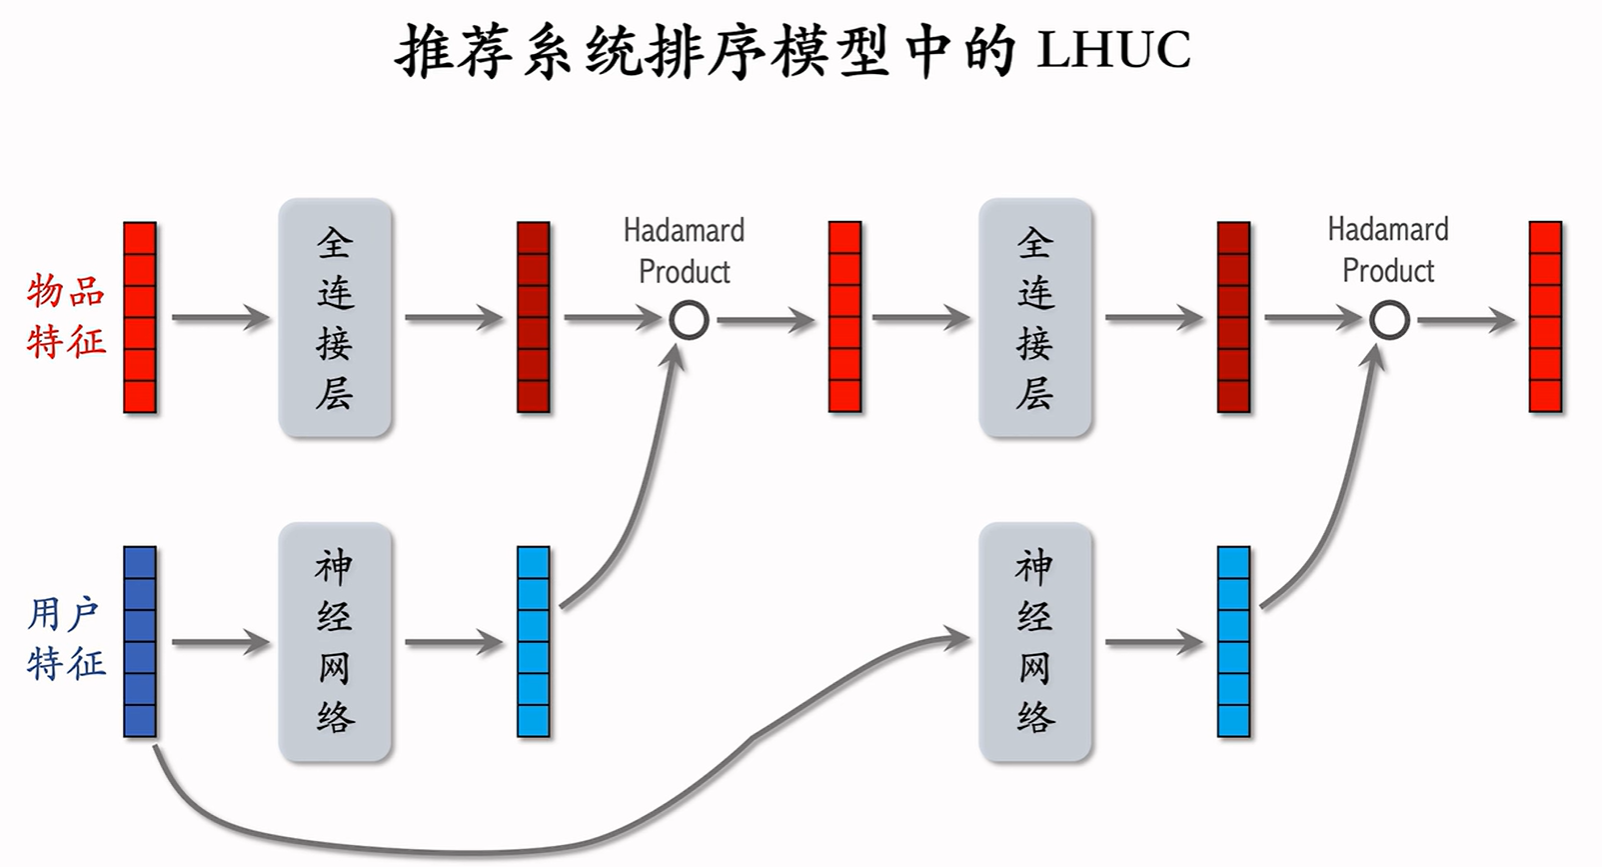 推荐系统排序模型中的 LHUC
物品
特征
全
连
接
层
Hadamard
Product
全
连
接
层
Hadamard
Product
用户
特征
神
经
网
络
神
经
网
络